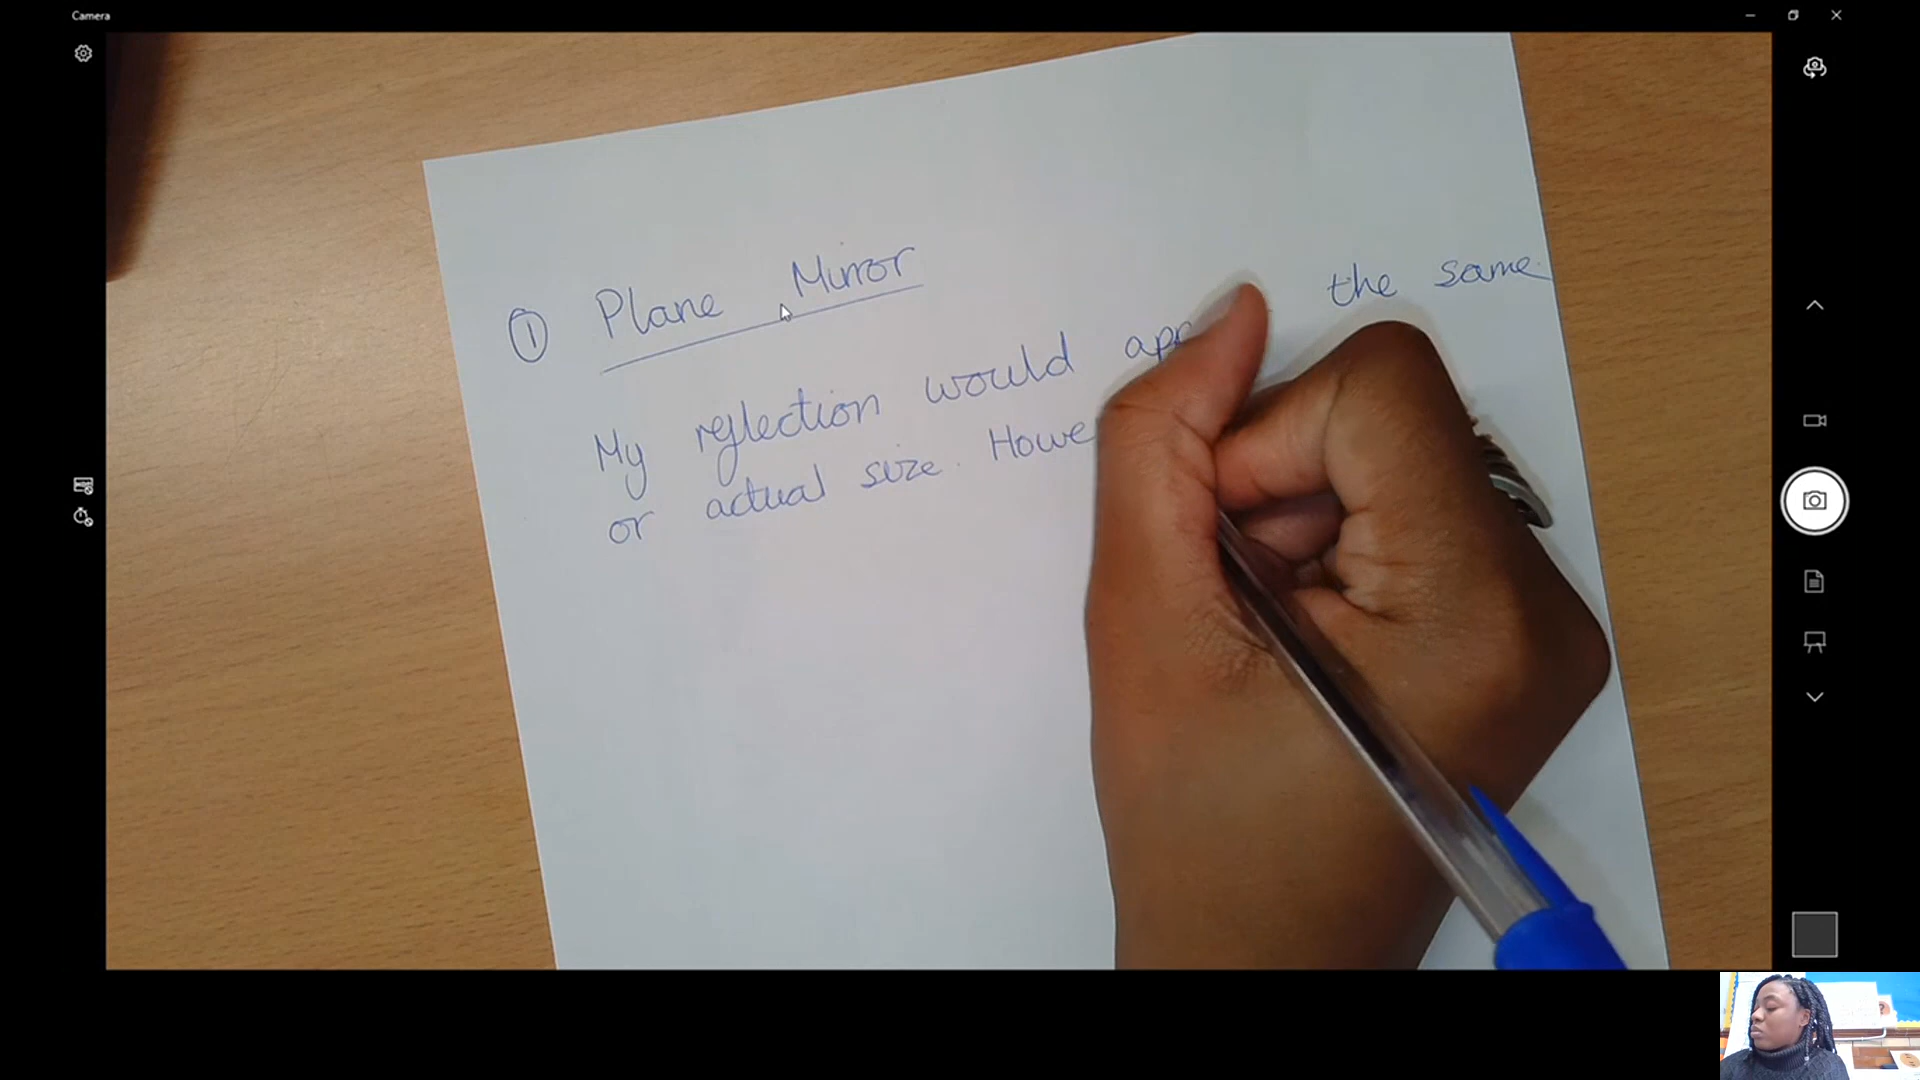 Camera
① Plane Mirror
My reflection would the same
or actual size.